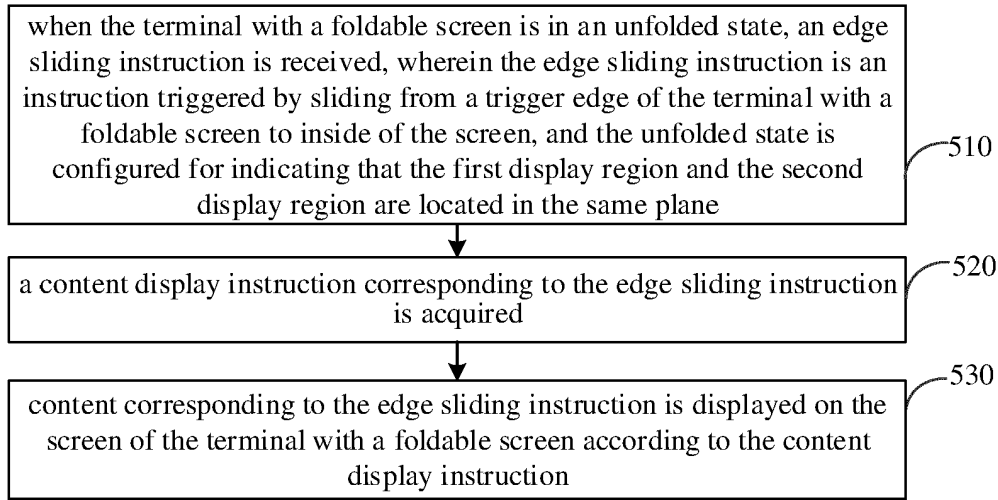 when the terminal with a foldable screen is in an unfolded state, an edge
sliding instruction is received, wherein the edge sliding instruction is an
instruction triggered by sliding from a trigger edge of the terminal with a
foldable screen to inside of the screen, and the unfolded state is
configured for indicating that the first display region and the second
display region are located in the same plane
510
a content display instruction corresponding to the edge sliding instruction
is acquired
520
content corresponding to the edge sliding instruction is displayed on the
screen of the terminal with a foldable screen according to the content
display instruction
530